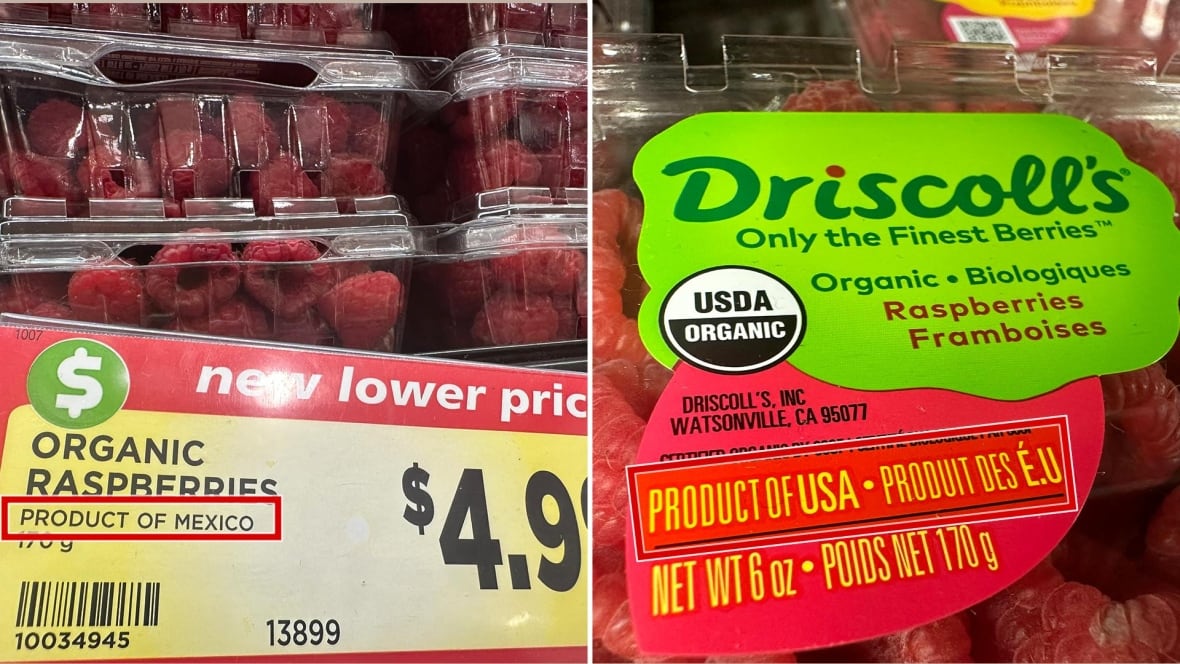 1007
$
new lower pric
ORGANIC
RASPBERRIES
PRODUCT OF MEXICO
170 g
$4.9
10034945
13899
Driscoll's®
Only the Finest Berries™
Organic • Biologiques
Raspberries
Framboises
USDA
ORGANIC
DRISCOLL'S, INC
WATSONVILLE, CA 95077
PRODUCT OF USA • PRODUIT DES É.U
NET WT 6 oz • POIDS NET 170 g